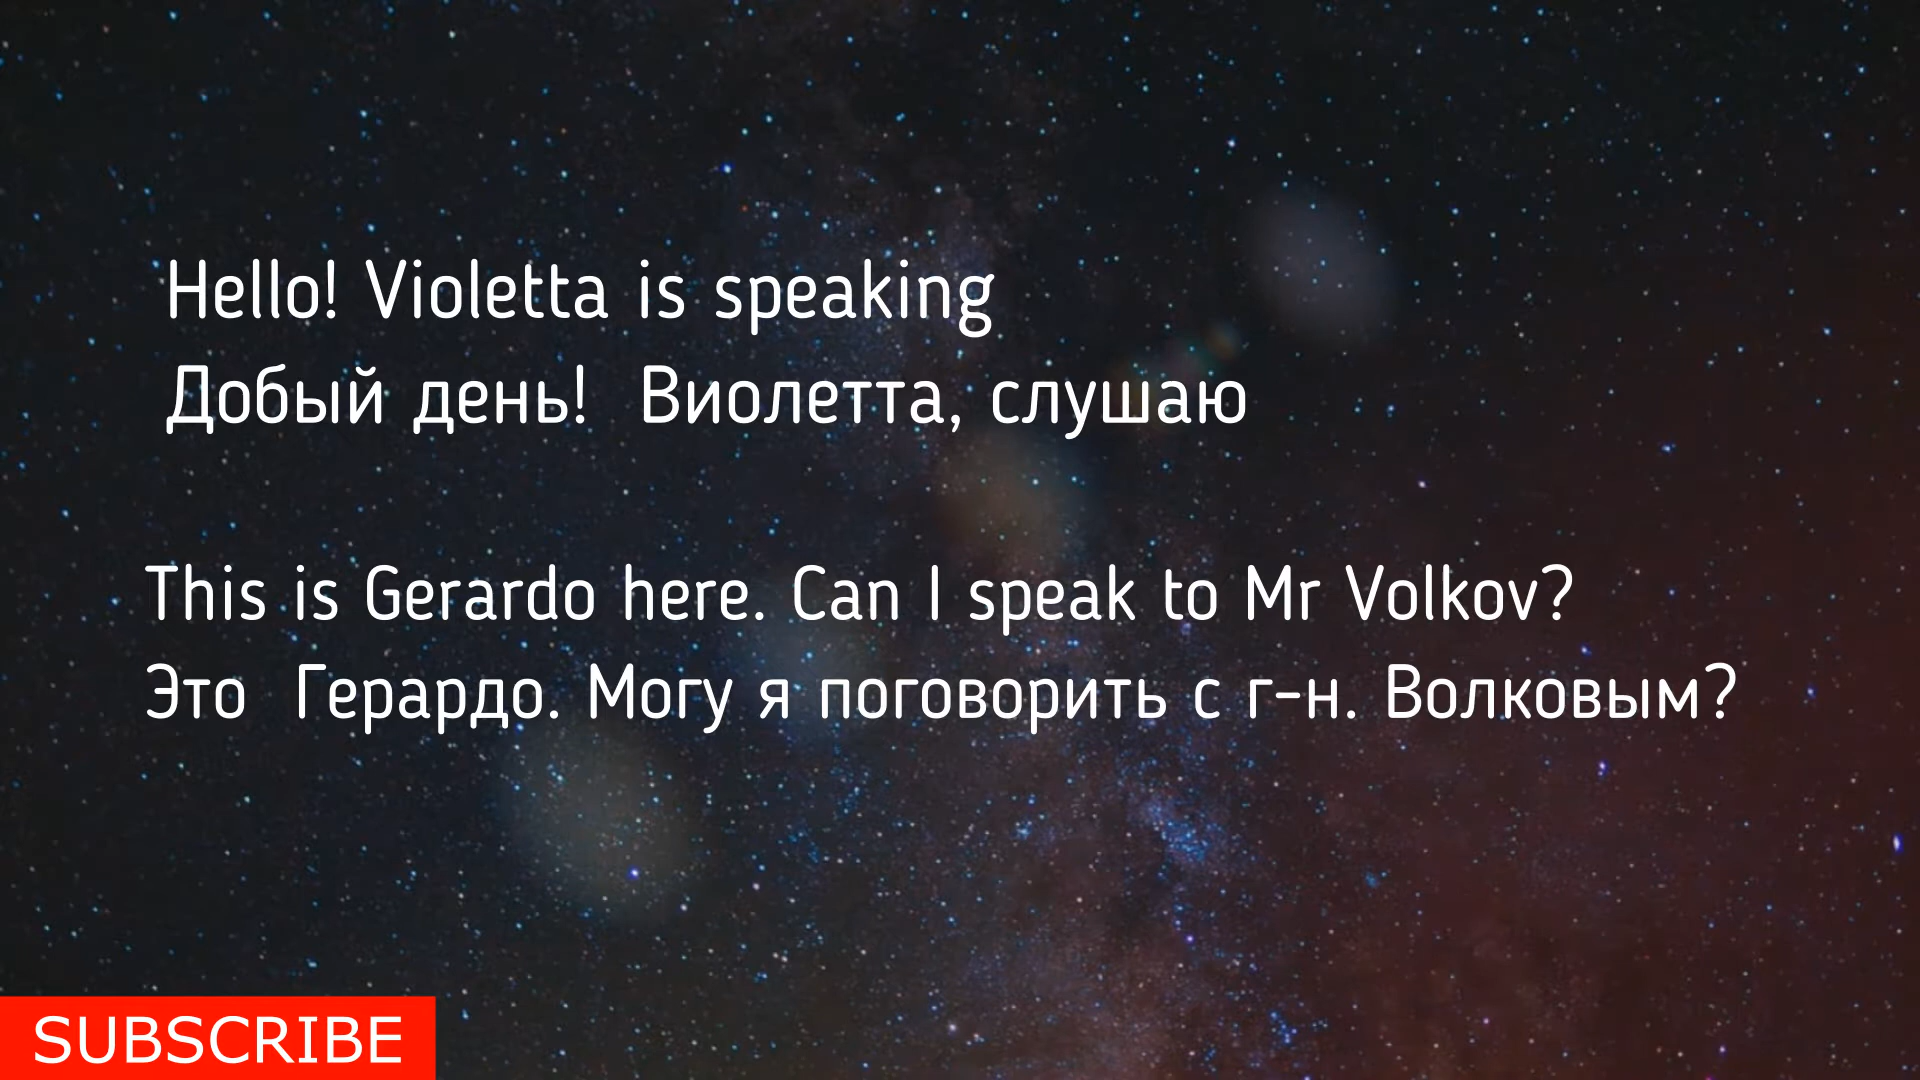 Hello! Violetta is speaking
Добрый день! Виолетта, слушаю
This is Gerardo here. Can I speak to Mr Volkov?
Это Герардо. Могу я поговорить с г-н. Волковым?
SUBSCRIBE